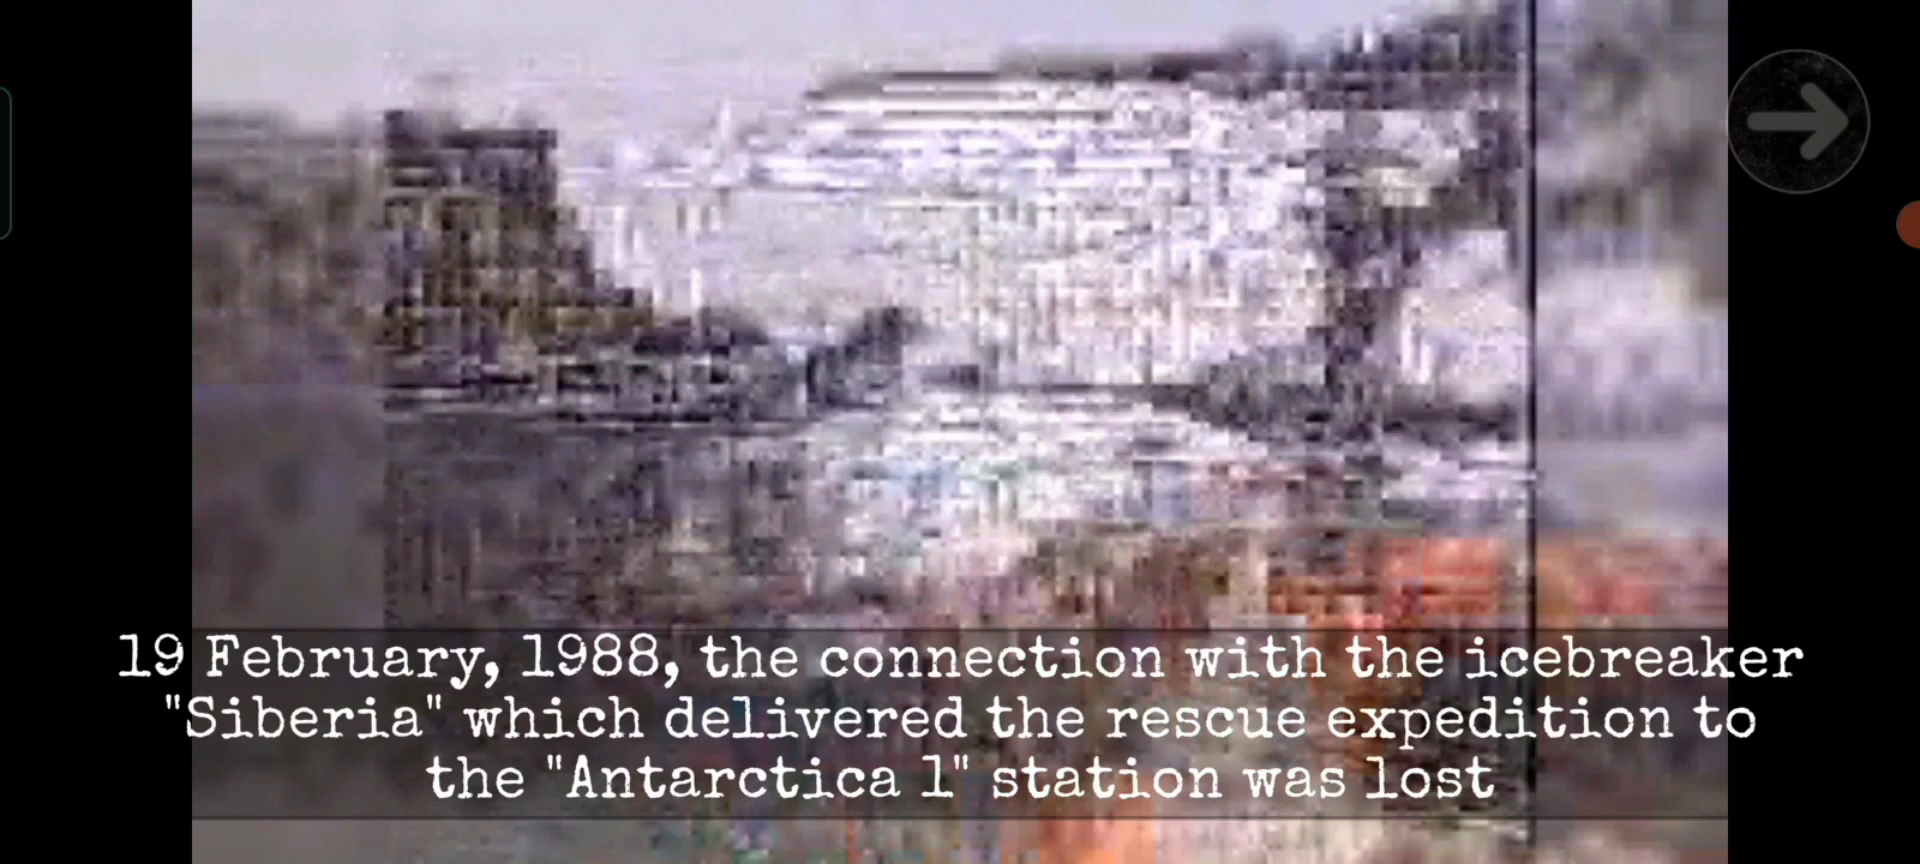 19 February, 1988, the connection with the icebreaker
"Siberia" which delivered the rescue expedition to
the "Antarctica 1" station was lost